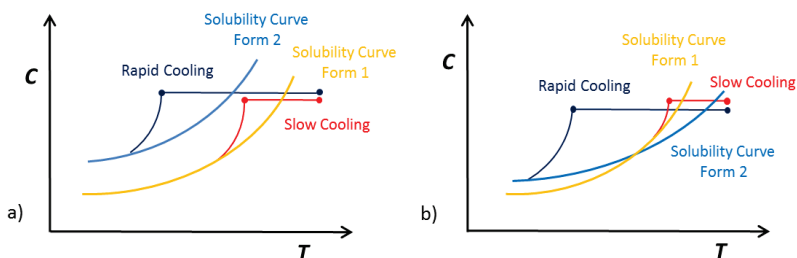 Solubility Curve
Form 2
Solubility Curve
Form 1
C
Rapid Cooling
Slow Cooling
a)
T
Solubility Curve
Form 1
C
Slow Cooling
Rapid Cooling
Solubility Curve
Form 2
b)
T